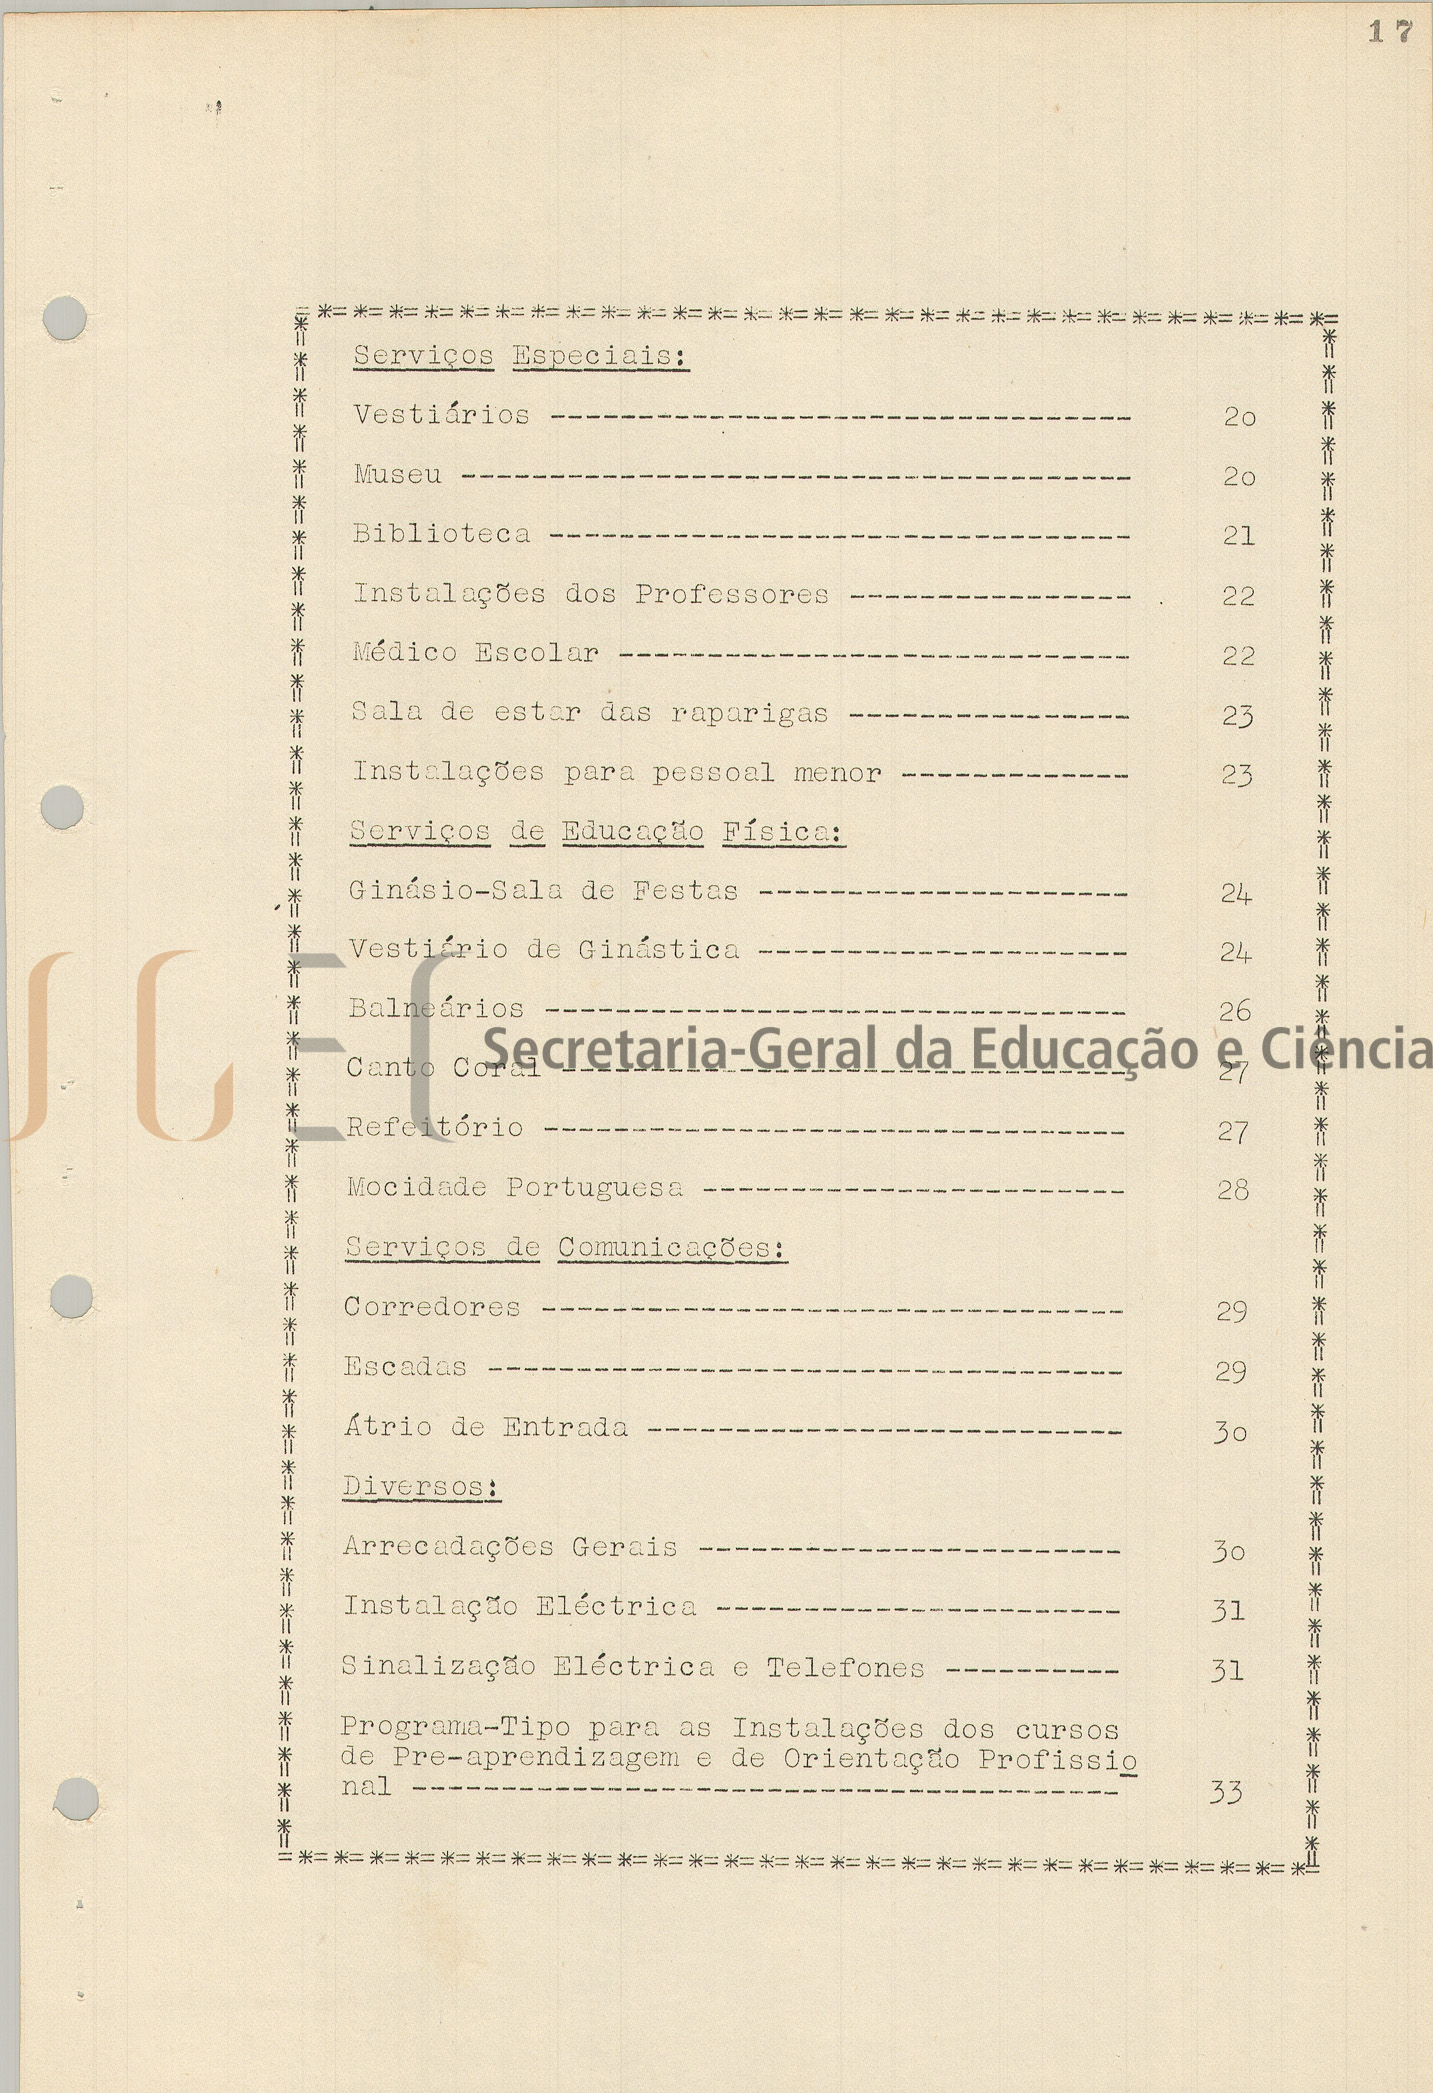 17
Serviços Especiais:
Vestiários --------------------------------- 2o
Museu -------------------------------------- 2o
Biblioteca --------------------------------- 21
Instalações dos Professores ---------------- 22
Médico Escolar ----------------------------- 22
Sala de estar das raparigas ---------------- 23
Instalações para pessoal menor ------------- 23
Serviços de Educação Física:
Ginásio-Sala de Festas --------------------- 24
Vestiário de Ginástica --------------------- 24
Balneários --------------------------------- 26
SGEC Secretaria-Geral da Educação e Ciência
Canto Coral -------------------------------- 27
Refeitório --------------------------------- 27
Mocidade Portuguesa ------------------------ 28
Serviços de Comunicações:
Corredores --------------------------------- 29
Escadas ------------------------------------ 29
Átrio de Entrada --------------------------- 3o
Diversos:
Arrecadações Gerais ------------------------ 3o
Instalação Eléctrica ----------------------- 31
Sinalização Eléctrica e Telefones ---------- 31
Programa-Tipo para as Instalações dos cursos
de Pre-aprendizagem e de Orientação Profissio
nal ---------------------------------------- 33